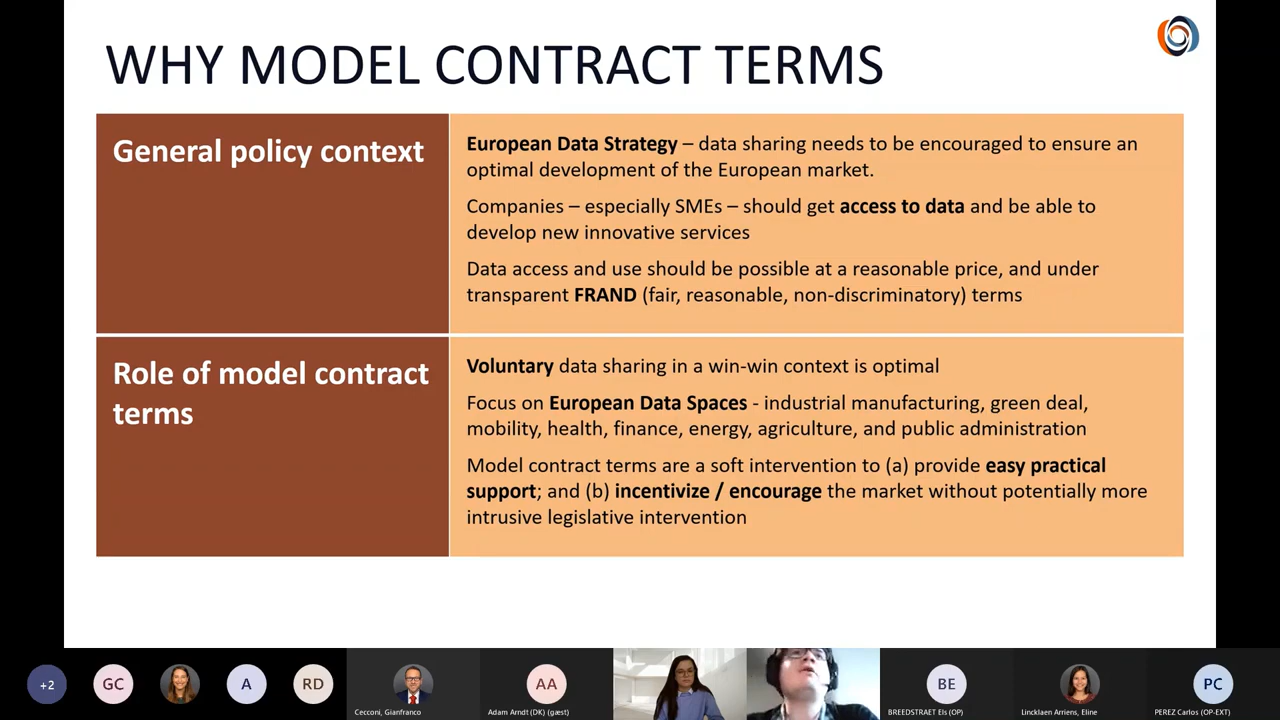 WHY MODEL CONTRACT TERMS
General policy context
European Data Strategy – data sharing needs to be encouraged to ensure an
optimal development of the European market.
Companies – especially SMEs – should get access to data and be able to
develop new innovative services
Data access and use should be possible at a reasonable price, and under
transparent FRAND (fair, reasonable, non-discriminatory) terms
Role of model contract
terms
Voluntary data sharing in a win-win context is optimal
Focus on European Data Spaces - industrial manufacturing, green deal,
mobility, health, finance, energy, agriculture, and public administration
Model contract terms are a soft intervention to (a) provide easy practical
support; and (b) incentivize / encourage the market without potentially more
intrusive legislative intervention
+2
GC
A
RD
AA
BE
PC
Cecconi, Gianfranco
Adam Arndt (DK) (gæst)
BREEDSTRAET Els (OP)
Lincklaen Arriens, Eline
PEREZ Carlos (OP-EXT)